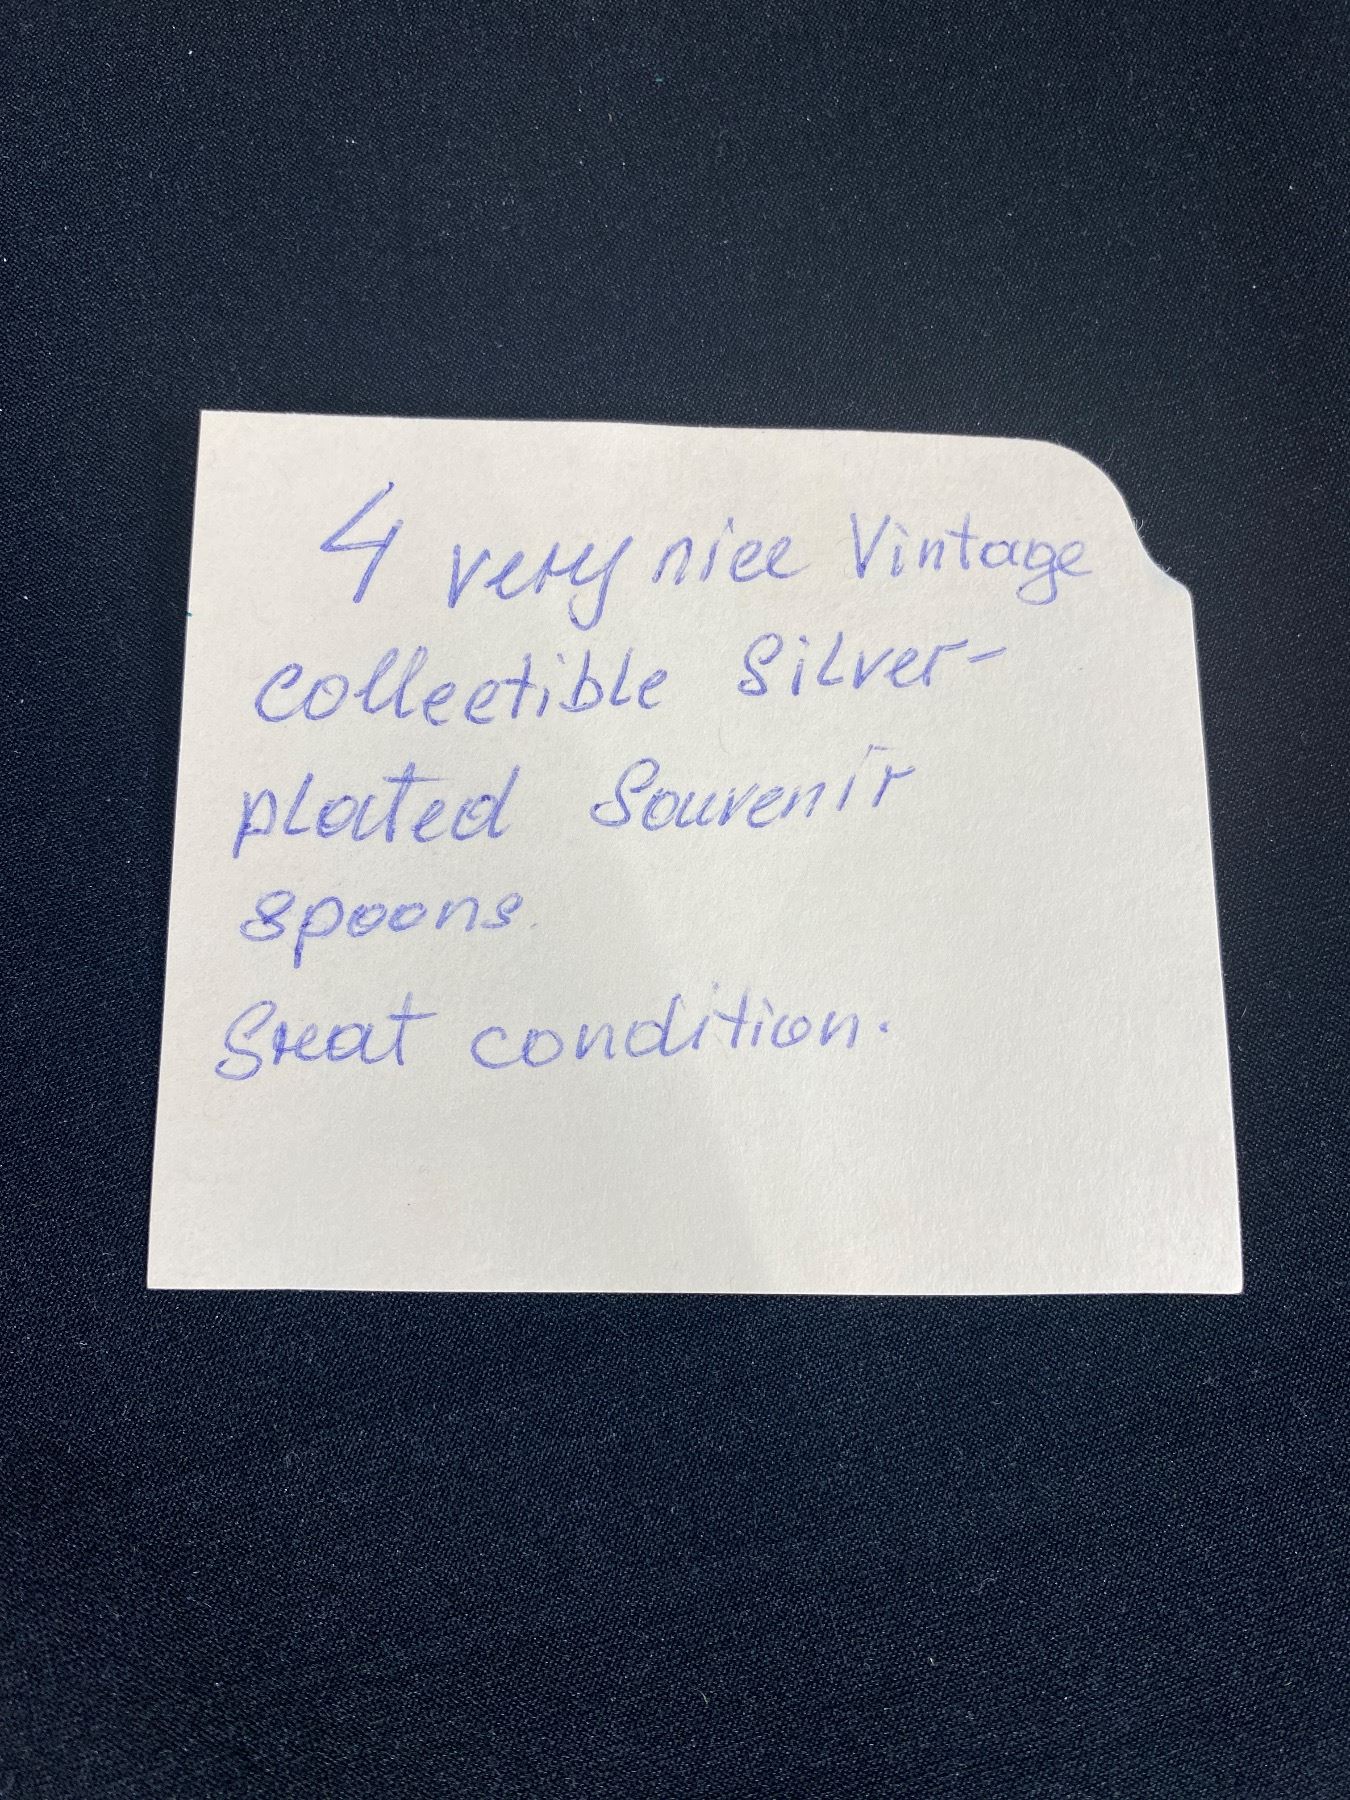 4 very nice Vintage
collectible Silver-
plated Souvenir
spoons.
Great condition.